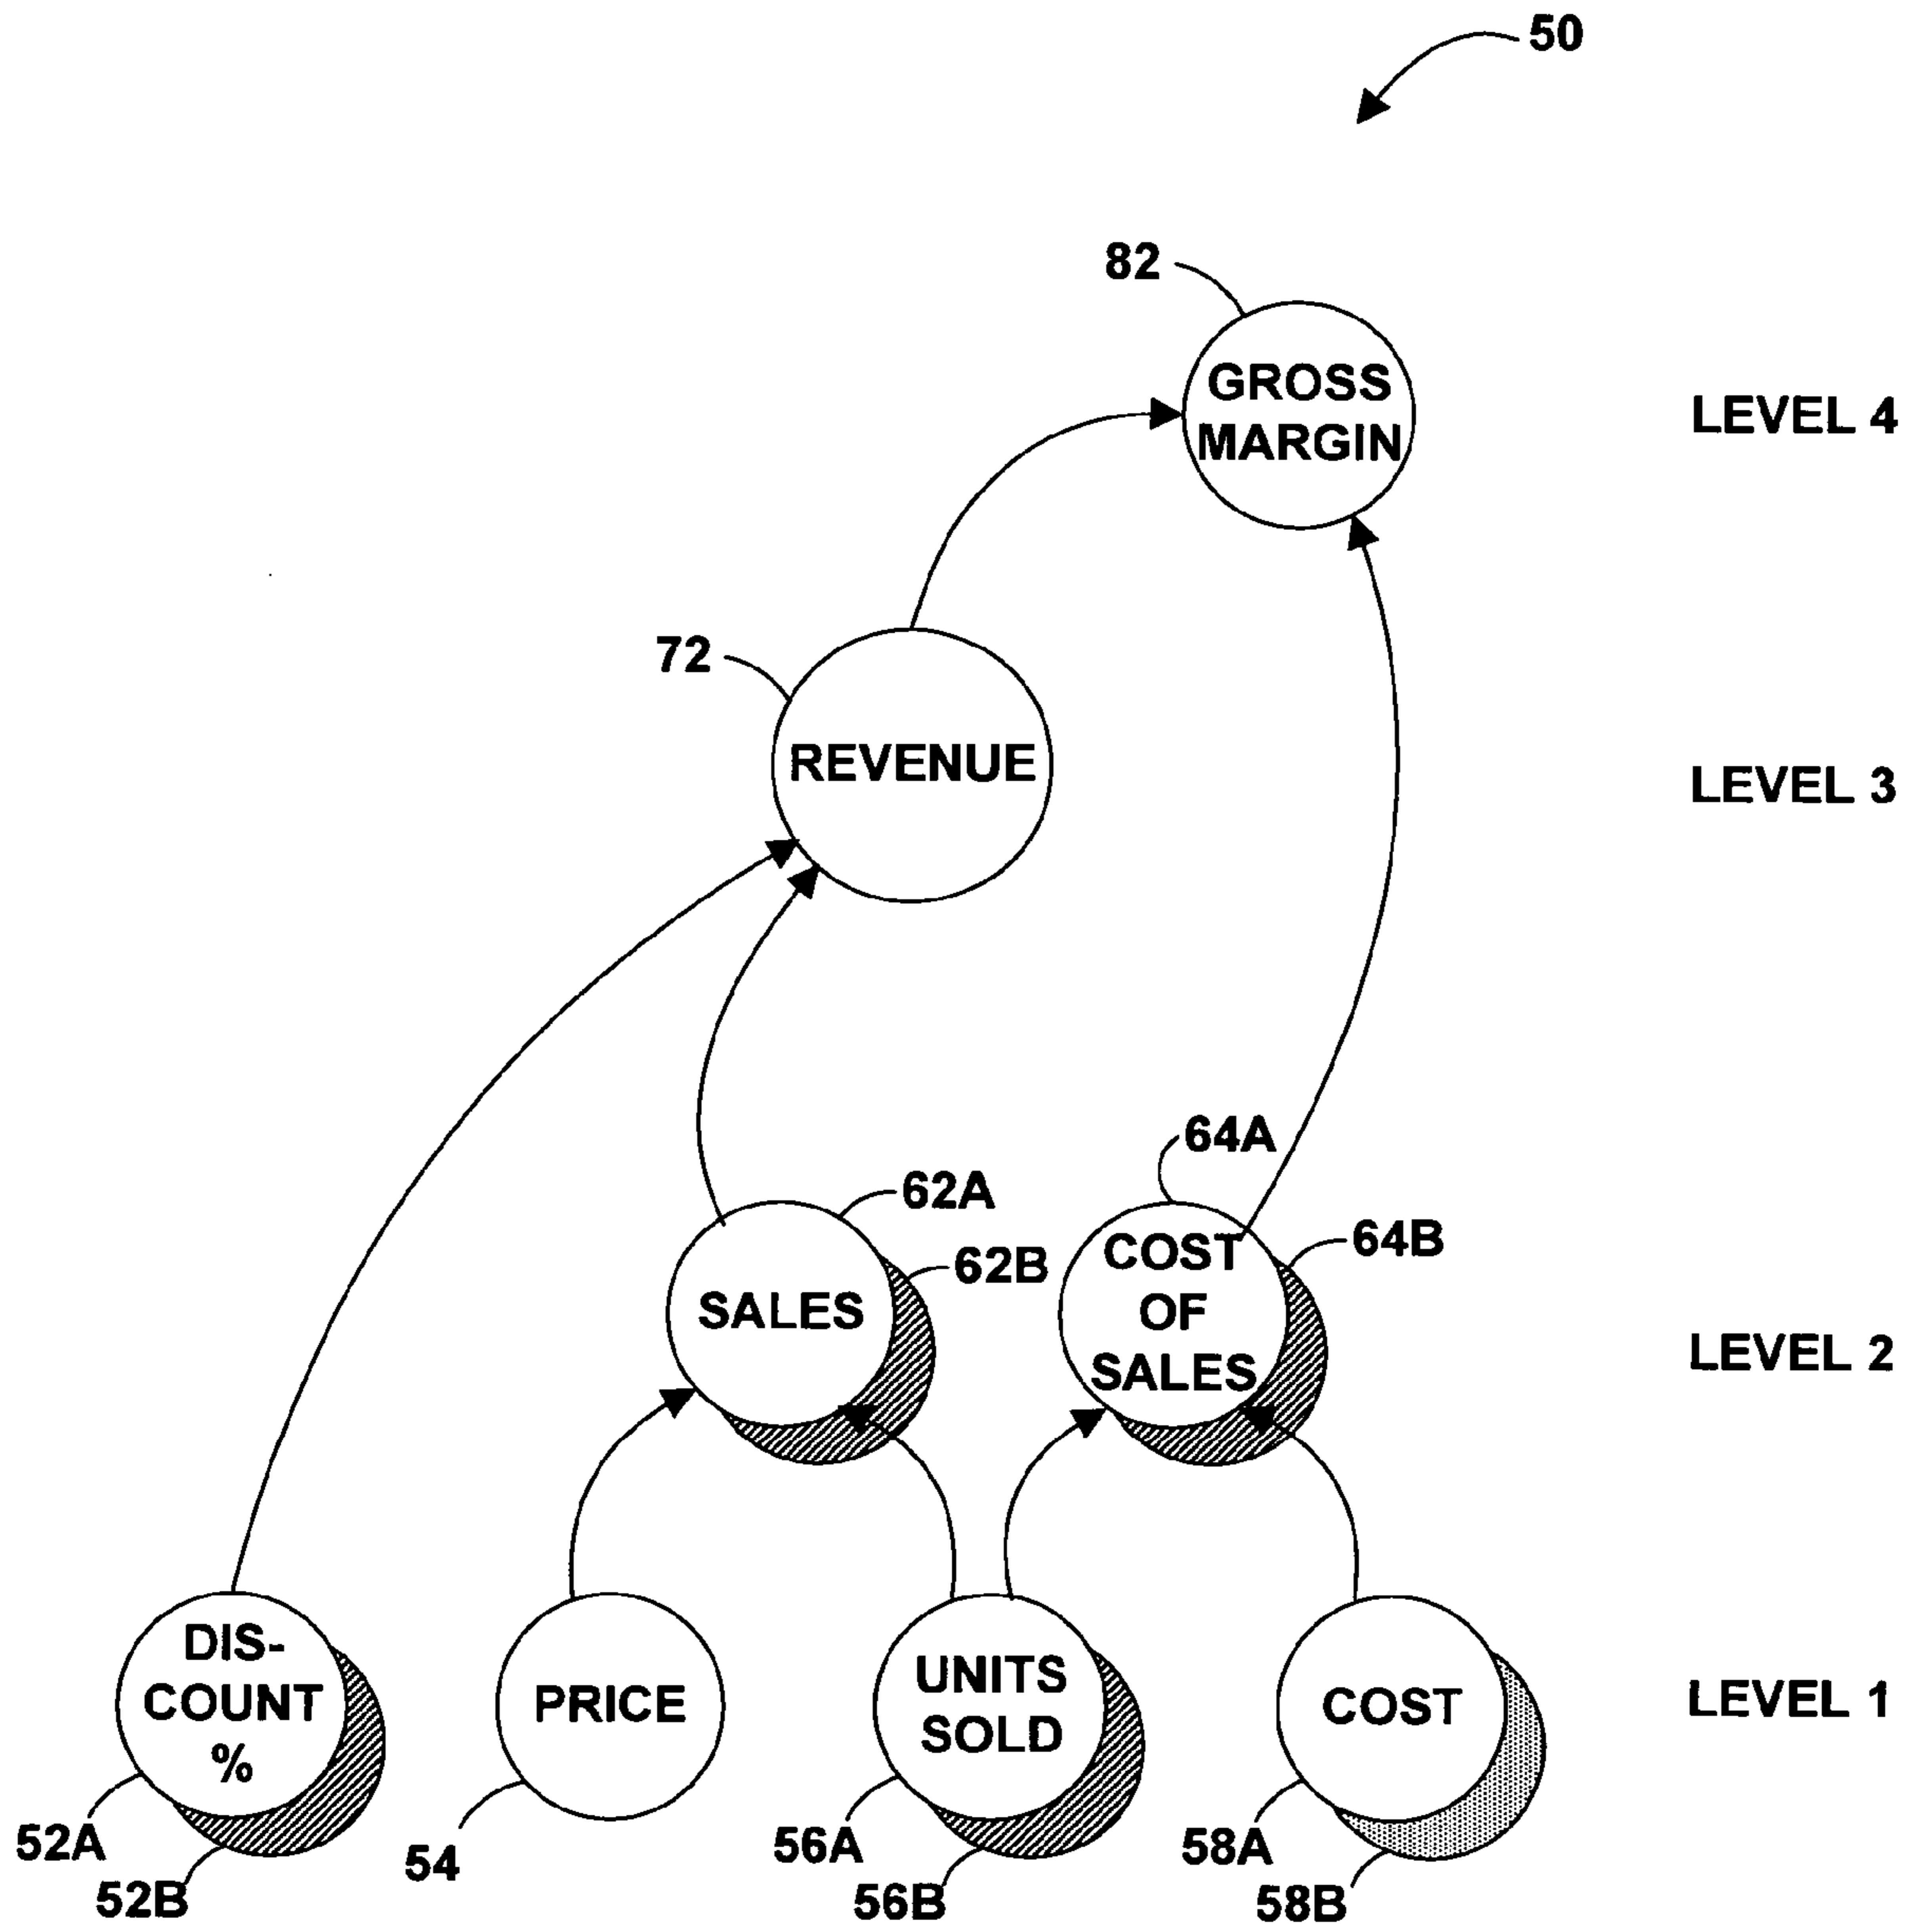 50
82
GROSS
MARGIN
LEVEL 4
72
REVENUE
LEVEL 3
64A
62A
64B
62B
SALES
COST
OF
SALES
LEVEL 2
DIS-
COUNT
%
PRICE
UNITS
SOLD
COST
LEVEL 1
52A
54
56A
58A
52B
56B
58B